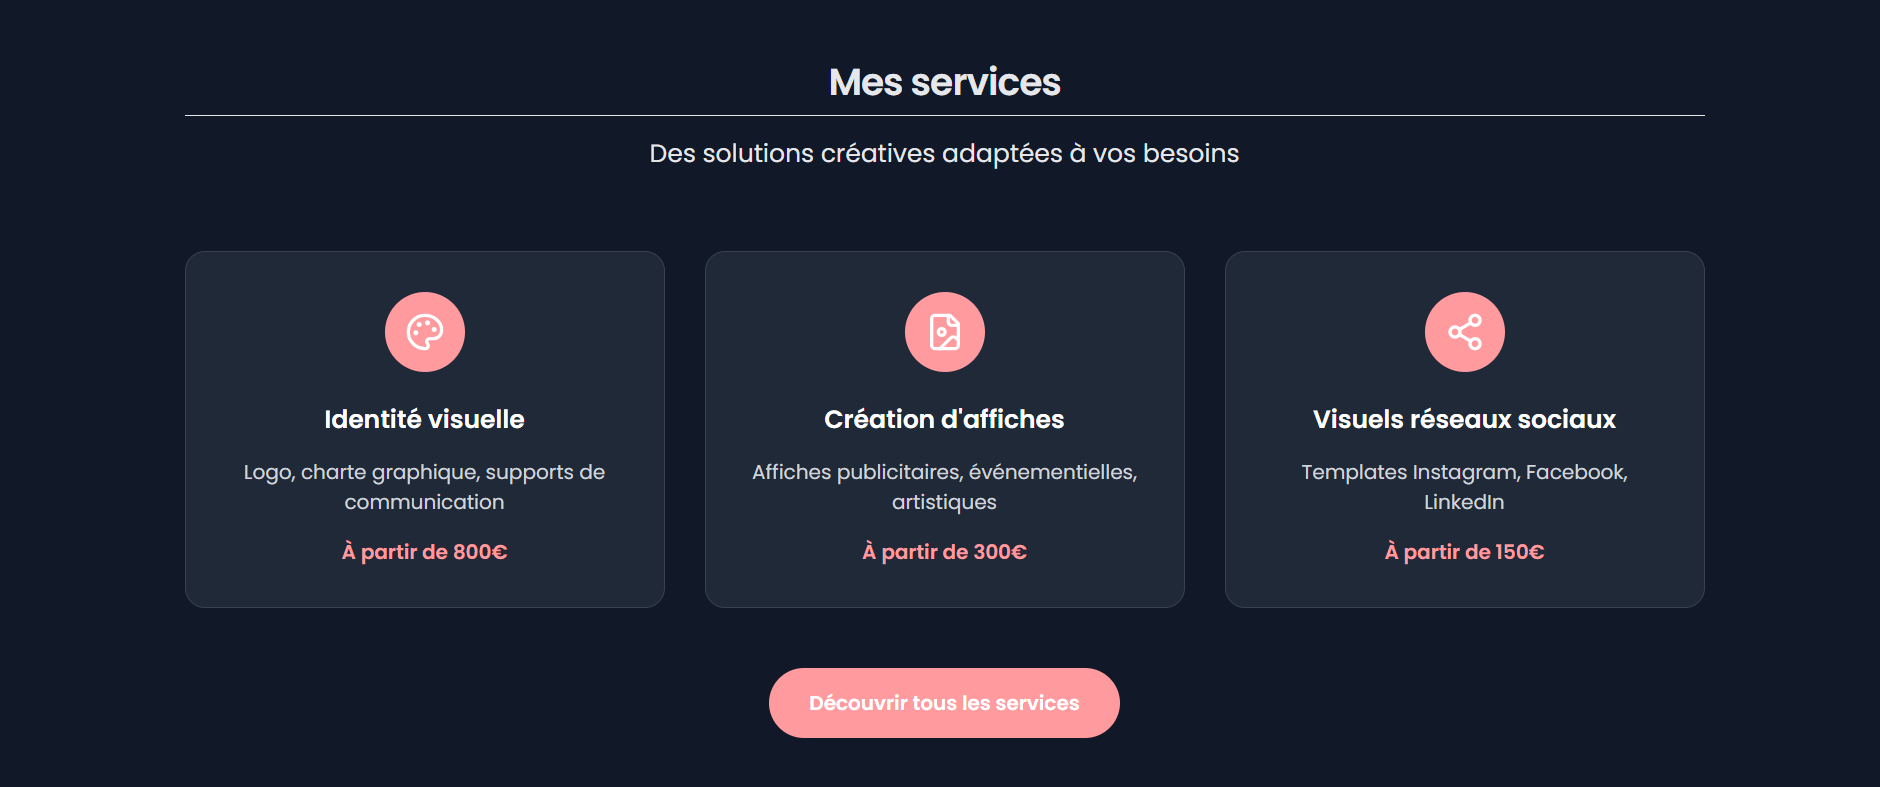 Mes services
Des solutions créatives adaptées à vos besoins
Identité visuelle
Logo, charte graphique, supports de
communication
À partir de 800€
Création d'affiches
Affiches publicitaires, événementielles,
artistiques
À partir de 300€
Visuels réseaux sociaux
Templates Instagram, Facebook,
LinkedIn
À partir de 150€
Découvrir tous les services